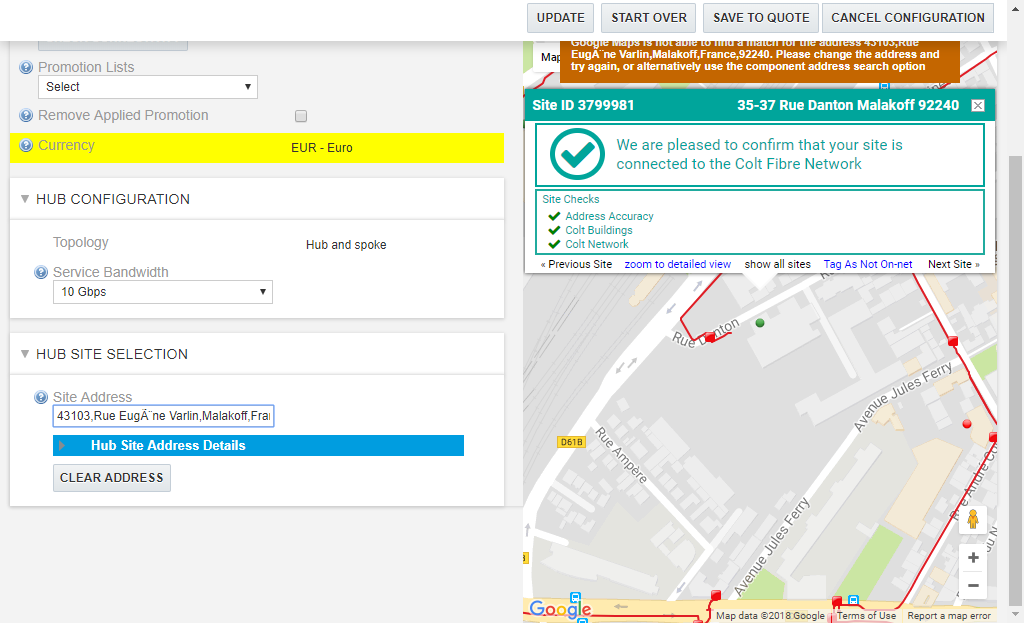 UPDATE
START OVER
SAVE TO QUOTE
CANCEL CONFIGURATION
Promotion Lists
Select
Remove Applied Promotion
Currency
EUR - Euro
HUB CONFIGURATION
Topology
Hub and spoke
Service Bandwidth
10 Gbps
HUB SITE SELECTION
Site Address
43103,Rue EugÃ¨ne Varlin,Malakoff,Fra
Hub Site Address Details
CLEAR ADDRESS
Map
Google Maps is not able to find a match for the address 43103,Rue
EugÃ¨ne Varlin,Malakoff,France,92240. Please change the address and
try again, or alternatively use the component address search option
Site ID 3799981
35-37 Rue Danton Malakoff 92240
We are pleased to confirm that your site is
connected to the Colt Fibre Network
Site Checks
Address Accuracy
Colt Buildings
Colt Network
« Previous Site
zoom to detailed view
show all sites
Tag As Not On-net
Next Site »
Rue Danton
Avenue Jules Ferry
D61B
Rue Ampère
Avenue Jules Ferry
Google
Map data ©2018 Google
Terms of Use
Report a map error